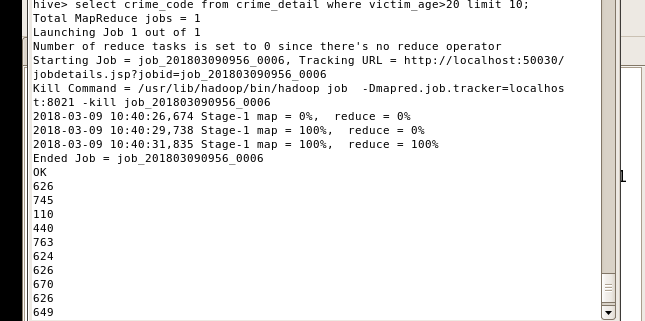 hive> select crime_code from crime_detail where victim_age>20 limit 10;
Total MapReduce jobs = 1
Launching Job 1 out of 1
Number of reduce tasks is set to 0 since there's no reduce operator
Starting Job = job_201803090956_0006, Tracking URL = http://localhost:50030/
jobdetails.jsp?jobid=job_201803090956_0006
Kill Command = /usr/lib/hadoop/bin/hadoop job  -Dmapred.job.tracker=localhos
t:8021 -kill job_201803090956_0006
2018-03-09 10:40:26,674 Stage-1 map = 0%,  reduce = 0%
2018-03-09 10:40:29,738 Stage-1 map = 100%,  reduce = 0%
2018-03-09 10:40:31,835 Stage-1 map = 100%,  reduce = 100%
Ended Job = job_201803090956_0006
OK
626
745
110
440
763
624
626
670
626
649